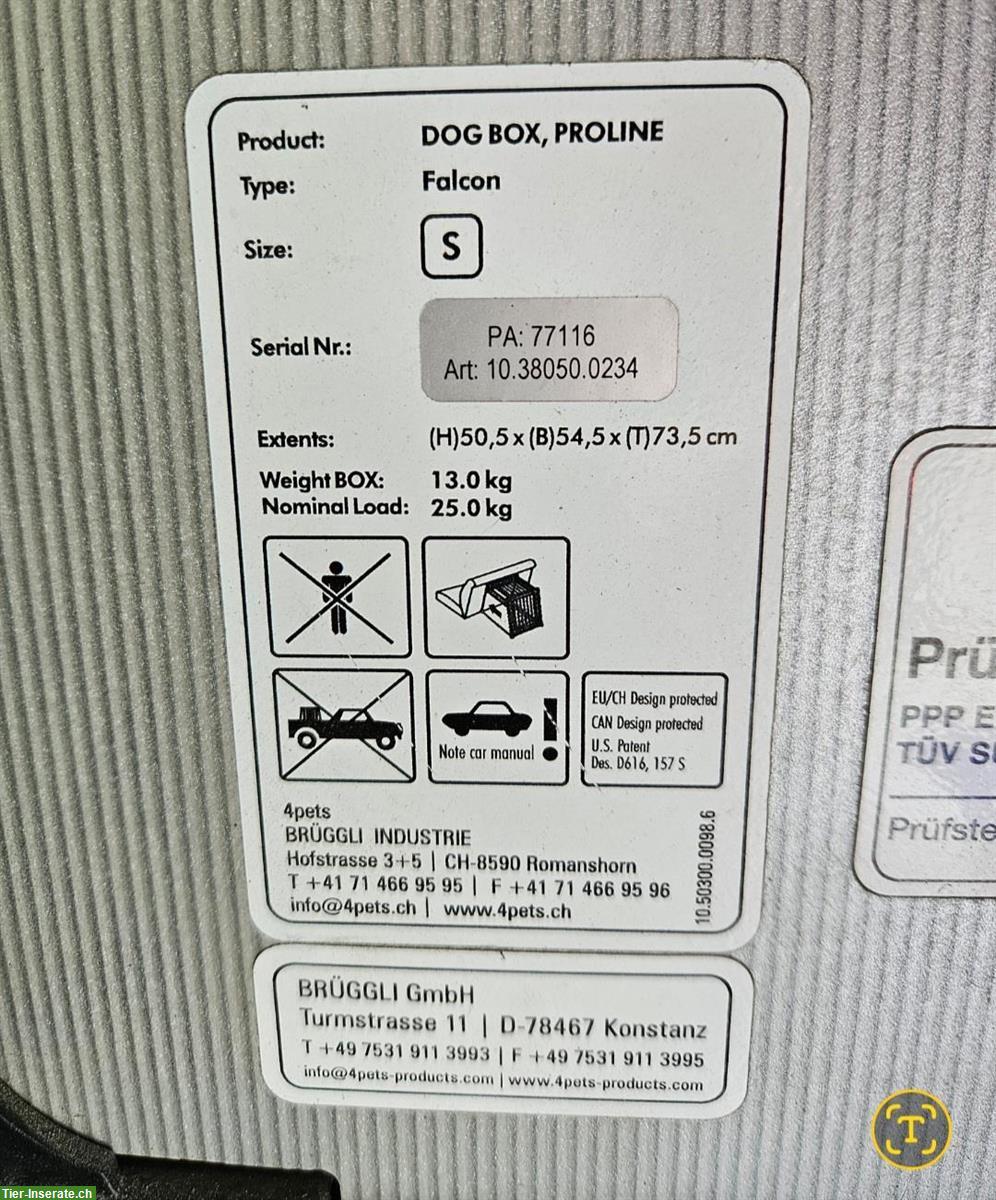 Product: DOG BOX, PROLINE
Type: Falcon
Size: S
Serial Nr.: PA: 77116
Art: 10.38050.0234
Extents: (H)50,5 x (B)54,5 x (T)73,5 cm
Weight BOX: 13.0 kg
Nominal Load: 25.0 kg
Note car manual
EU/CH Design protected
CAN Design protected
U.S. Patent
Des. D616, 157 S
4pets
BRÜGGLI INDUSTRIE
Hofstrasse 3+5 | CH-8590 Romanshorn
T +41 71 466 95 95 | F +41 71 466 95 96
info@4pets.ch | www.4pets.ch
10.50300.0098.6
BRÜGGLI GmbH
Turmstrasse 11 | D-78467 Konstanz
T +49 7531 911 3993 | F +49 7531 911 3995
info@4pets-products.com | www.4pets-products.com
PPP
TÜV
T
Tier-Inserate.ch